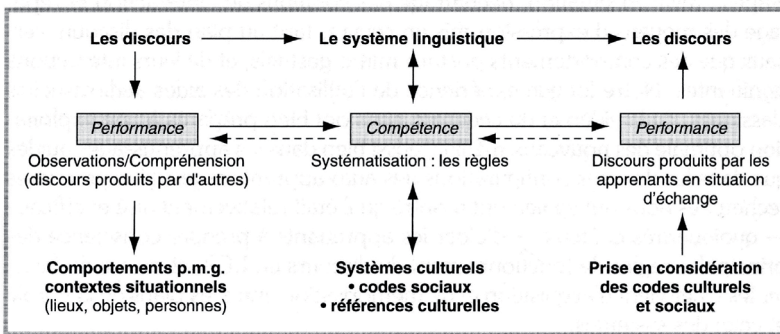 Les discours
Le système linguistique
Les discours
Performance
Compétence
Performance
Observations/Compréhension
(discours produits par d'autres)
Systématisation : les règles
Discours produits par les
apprenants en situation
d'échange
Comportements p.m.g.
contextes situationnels
(lieux, objets, personnes)
Systèmes culturels
• codes sociaux
• références culturelles
Prise en considération
des codes culturels
et sociaux